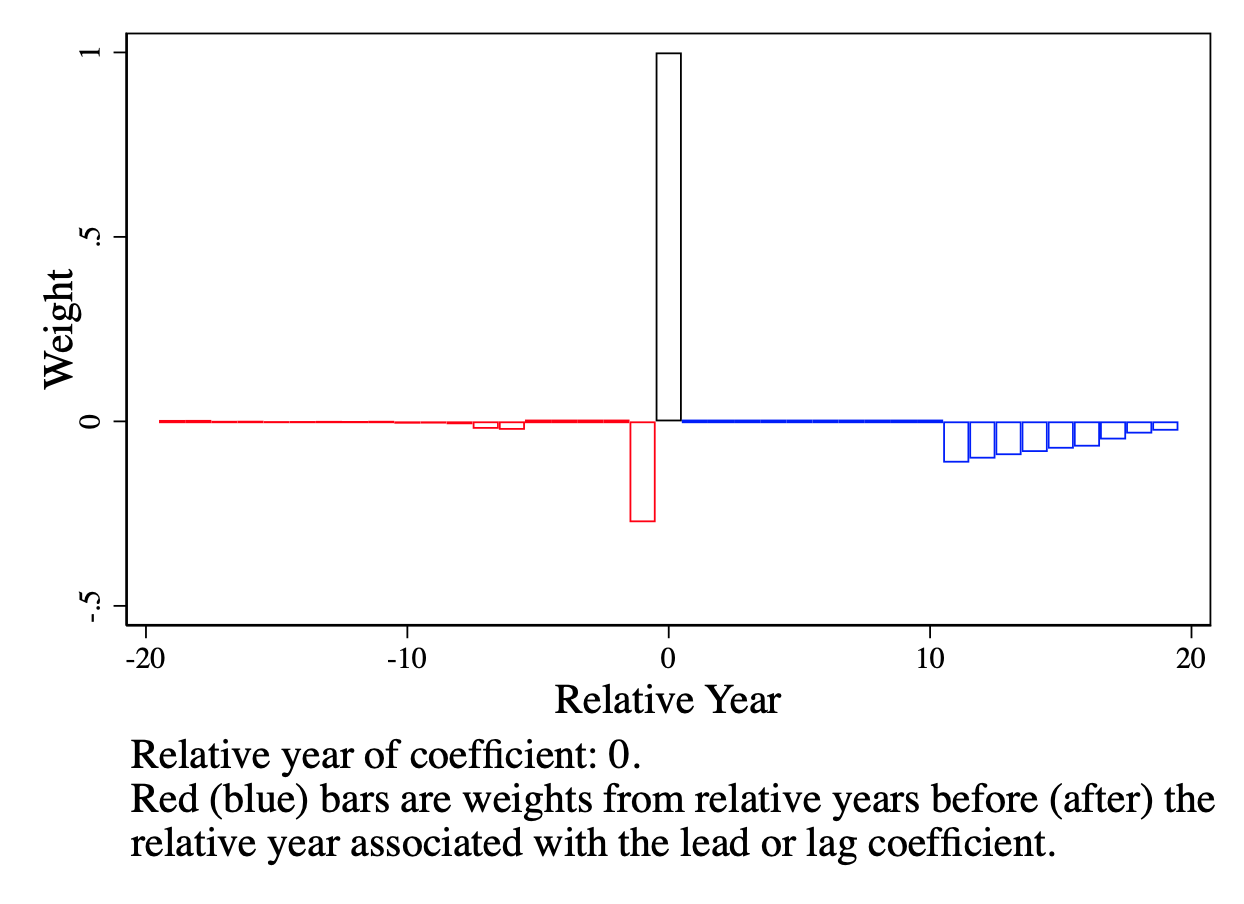 1
.5
0
-.5
Weight
-20
-10
0
10
20
Relative Year
Relative year of coefficient: 0.
Red (blue) bars are weights from relative years before (after) the
relative year associated with the lead or lag coefficient.